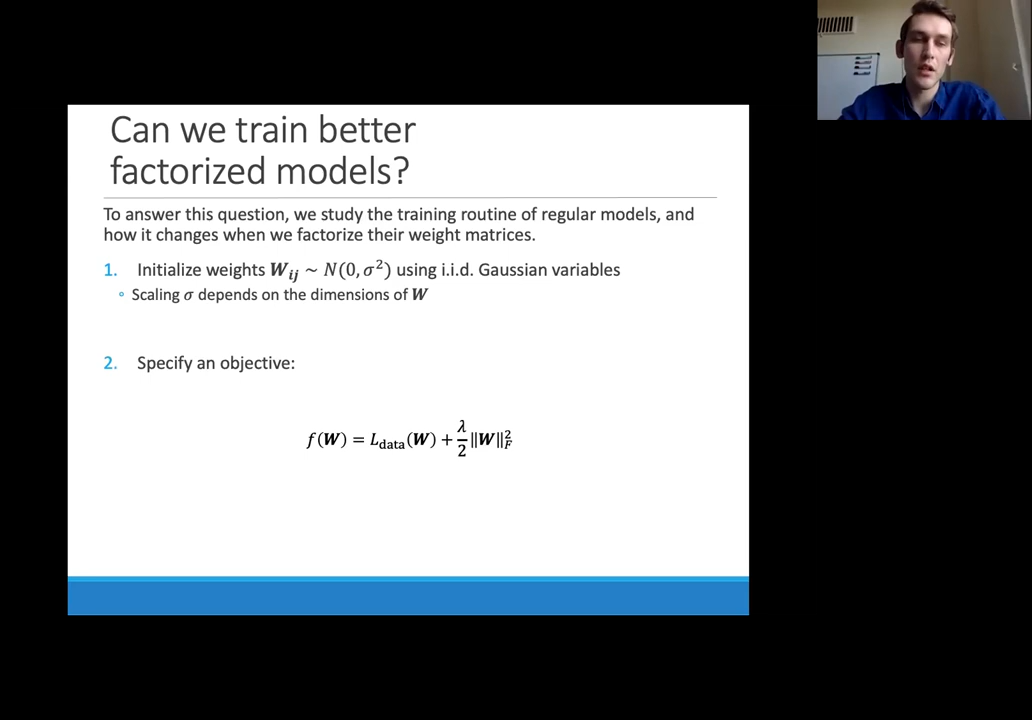 Can we train better
factorized models?
To answer this question, we study the training routine of regular models, and
how it changes when we factorize their weight matrices.
1. Initialize weights W_ij ~ N(0, σ²) using i.i.d. Gaussian variables
° Scaling σ depends on the dimensions of W
2. Specify an objective:
f(W) = L_data(W) + λ/2 ||W||²_F